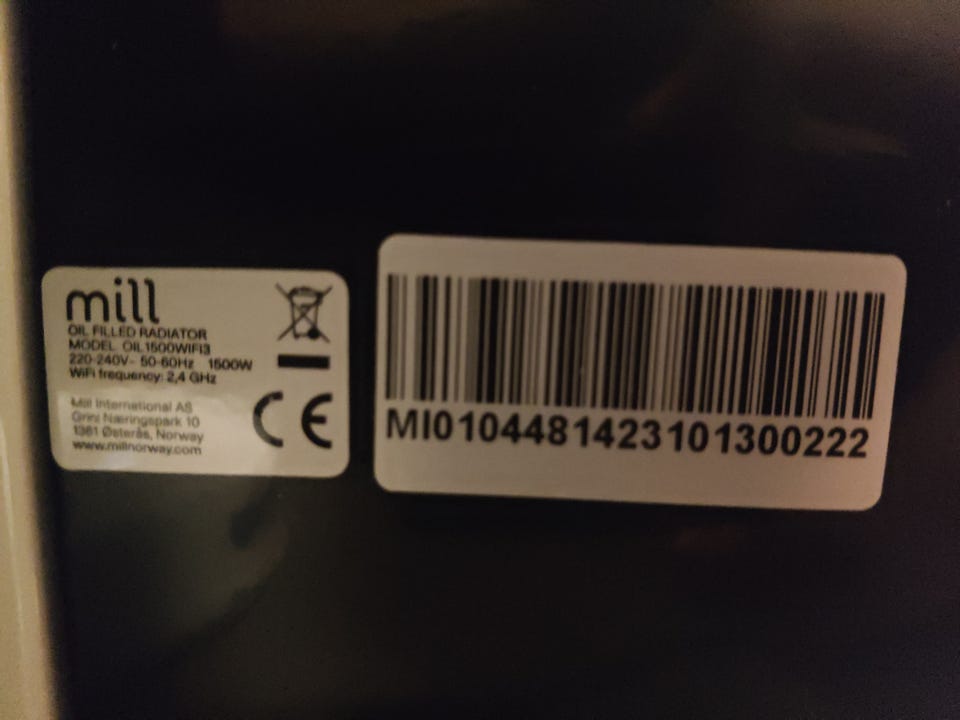 mill
OIL FILLED RADIATOR
MODEL OIL1500WIFI3
220-240V~ 50-60Hz 1500W
WiFi frequency: 2,4 GHz
Mill International AS
Grini Næringspark 10
1361 Østerås, Norway
www.millnorway.com
CE
MI0104481423101300222